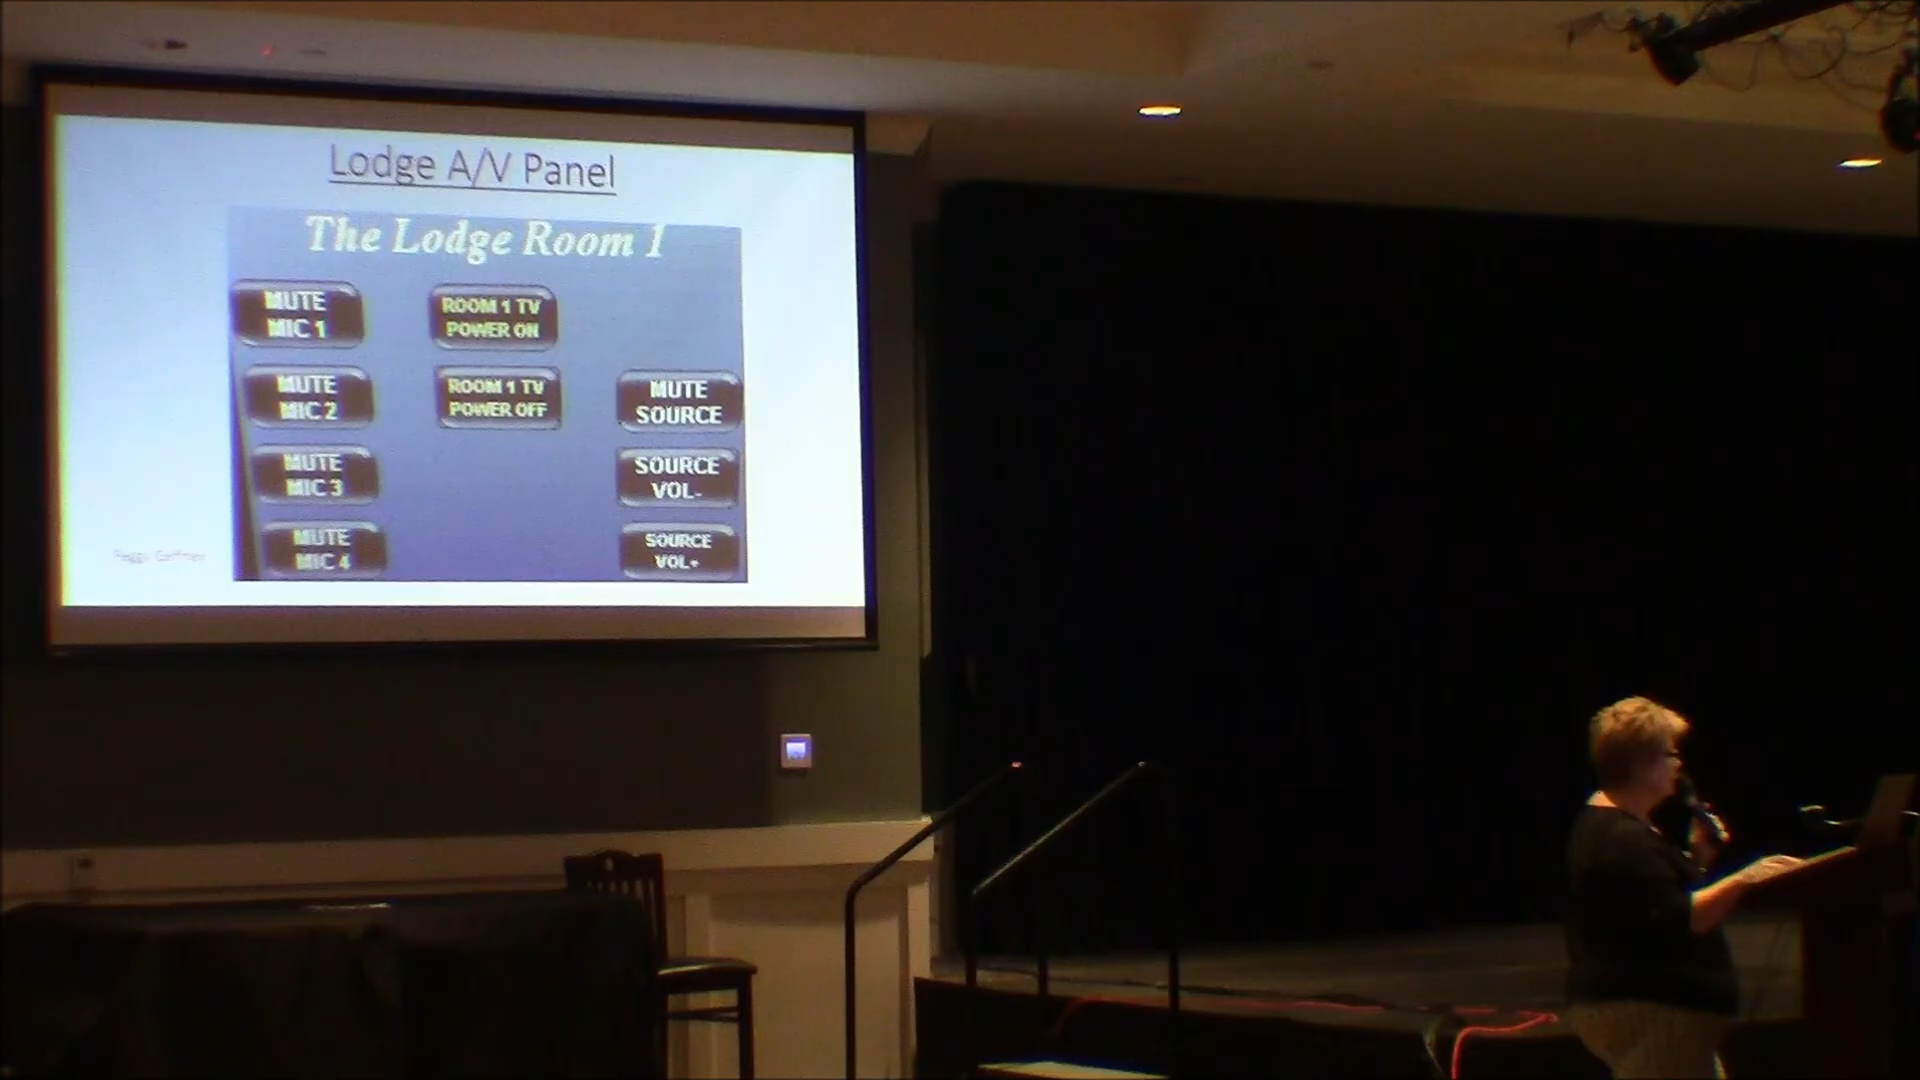 Lodge A/V Panel
The Lodge Room 1
MUTE
MIC 1
ROOM 1 TV
POWER ON
MUTE
MIC 2
ROOM 1 TV
POWER OFF
MUTE
SOURCE
MUTE
MIC 3
SOURCE
VOL-
MUTE
MIC 4
SOURCE
VOL+